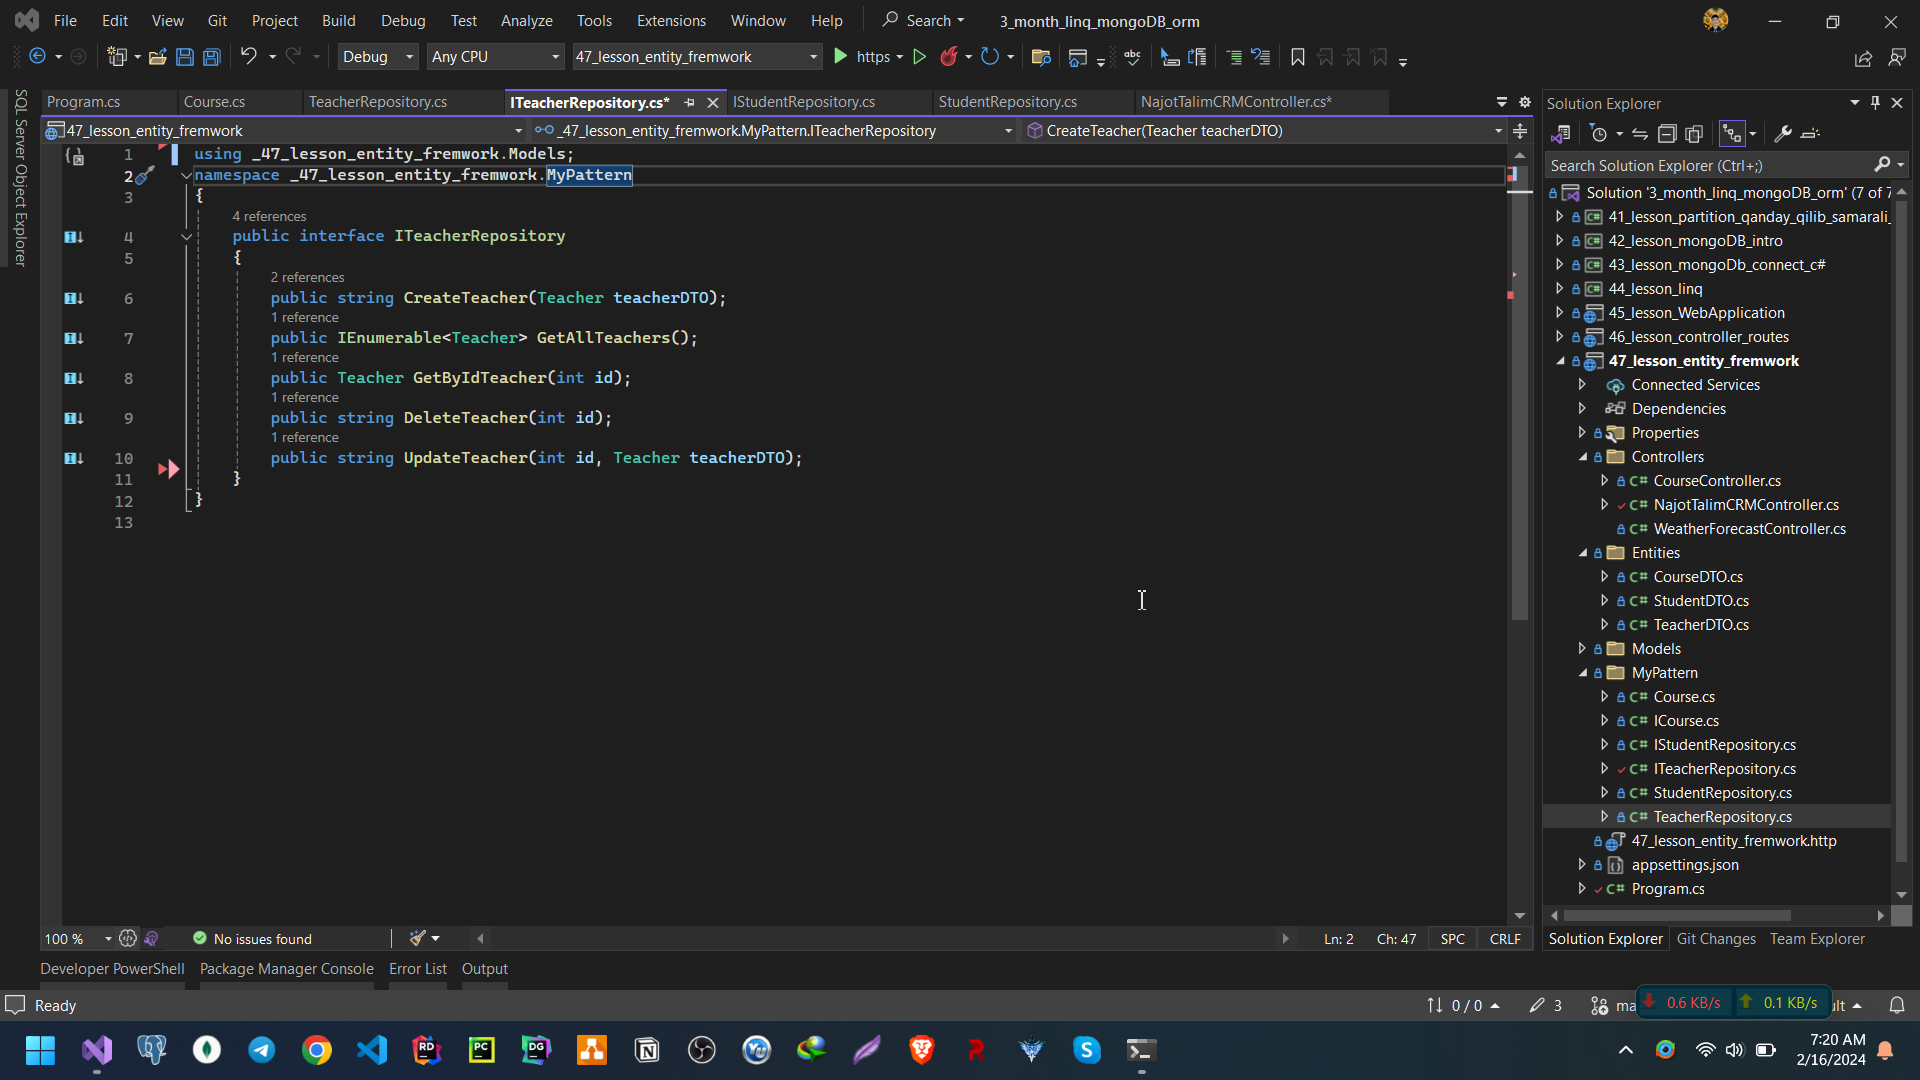 File Edit View Git Project Build Debug Test Analyze Tools Extensions Window Help Search 3_month_linq_mongoDB_orm
Debug Any CPU 47_lesson_entity_fremwork https
SQL Server Object Explorer
Program.cs Course.cs TeacherRepository.cs ITeacherRepository.cs* IStudentRepository.cs StudentRepository.cs NajotTalimCRMController.cs*
47_lesson_entity_fremwork _47_lesson_entity_fremwork.MyPattern.ITeacherRepository CreateTeacher(Teacher teacherDTO)
1 using _47_lesson_entity_fremwork.Models;
2 namespace _47_lesson_entity_fremwork.MyPattern
3 {
4 references
4 public interface ITeacherRepository
5 {
2 references
6 public string CreateTeacher(Teacher teacherDTO);
1 reference
7 public IEnumerable<Teacher> GetAllTeachers();
1 reference
8 public Teacher GetByIdTeacher(int id);
1 reference
9 public string DeleteTeacher(int id);
1 reference
10 public string UpdateTeacher(int id, Teacher teacherDTO);
11 }
12 }
13
100 % No issues found Ln: 2 Ch: 47 SPC CRLF
Solution Explorer
Search Solution Explorer (Ctrl+;)
Solution '3_month_linq_mongoDB_orm' (7 of 7
41_lesson_partition_qanday_qilib_samarali_
42_lesson_mongoDB_intro
43_lesson_mongoDb_connect_c#
44_lesson_linq
45_lesson_WebApplication
46_lesson_controller_routes
47_lesson_entity_fremwork
Connected Services
Dependencies
Properties
Controllers
C# CourseController.cs
C# NajotTalimCRMController.cs
C# WeatherForecastController.cs
Entities
C# CourseDTO.cs
C# StudentDTO.cs
C# TeacherDTO.cs
Models
MyPattern
C# Course.cs
C# ICourse.cs
C# IStudentRepository.cs
C# ITeacherRepository.cs
C# StudentRepository.cs
C# TeacherRepository.cs
47_lesson_entity_fremwork.http
appsettings.json
C# Program.cs
Solution Explorer Git Changes Team Explorer
Developer PowerShell Package Manager Console Error List Output
Ready 0 / 0 3 ma 0.6 KB/s 0.1 KB/s ult
7:20 AM
2/16/2024